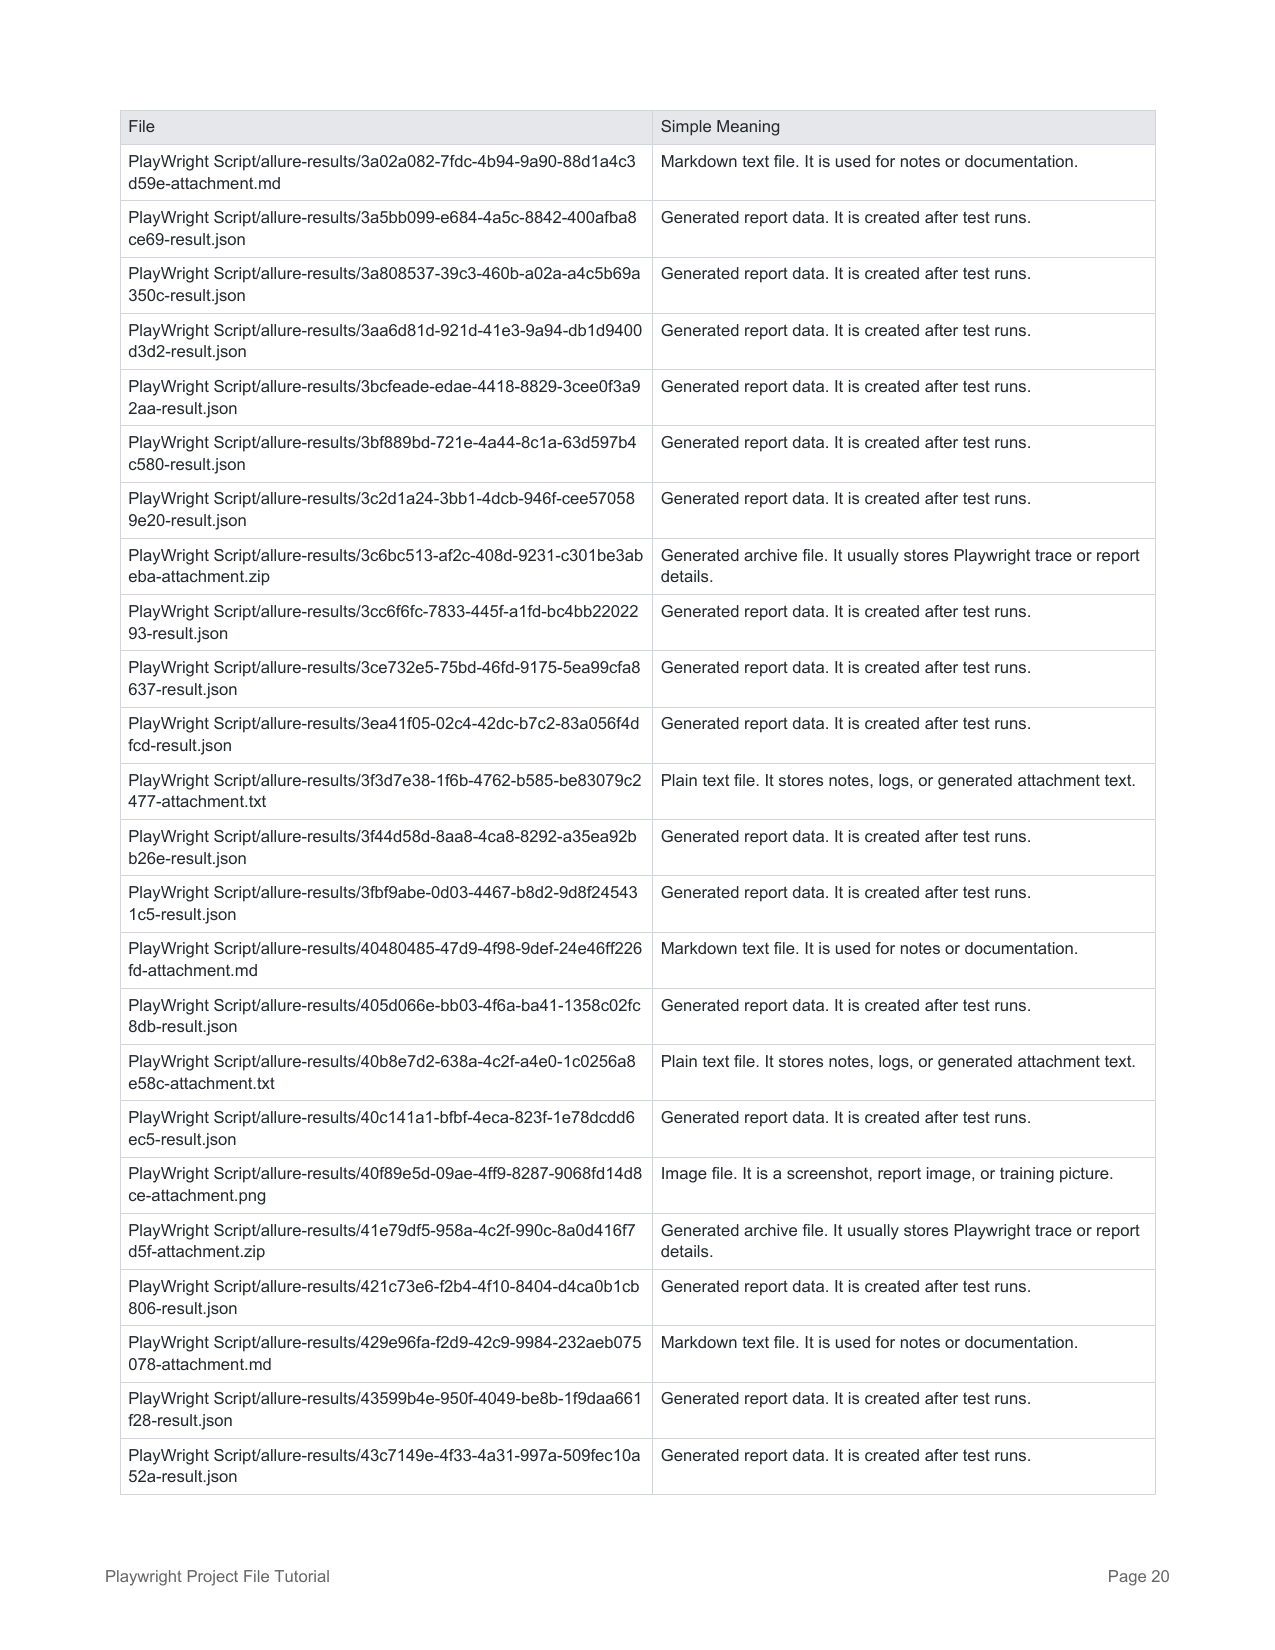 File Simple Meaning
PlayWright Script/allure-results/3a02a082-7fdc-4b94-9a90-88d1a4c3 Markdown text file. It is used for notes or documentation.
d59e-attachment.md
PlayWright Script/allure-results/3a5bb099-e684-4a5c-8842-400afba8 Generated report data. It is created after test runs.
ce69-result.json
PlayWright Script/allure-results/3a808537-39c3-460b-a02a-a4c5b69a Generated report data. It is created after test runs.
350c-result.json
PlayWright Script/allure-results/3aa6d81d-921d-41e3-9a94-db1d9400 Generated report data. It is created after test runs.
d3d2-result.json
PlayWright Script/allure-results/3bcfeade-edae-4418-8829-3cee0f3a9 Generated report data. It is created after test runs.
2aa-result.json
PlayWright Script/allure-results/3bf889bd-721e-4a44-8c1a-63d597b4 Generated report data. It is created after test runs.
c580-result.json
PlayWright Script/allure-results/3c2d1a24-3bb1-4dcb-946f-cee57058 Generated report data. It is created after test runs.
9e20-result.json
PlayWright Script/allure-results/3c6bc513-af2c-408d-9231-c301be3ab Generated archive file. It usually stores Playwright trace or report
eba-attachment.zip details.
PlayWright Script/allure-results/3cc6f6fc-7833-445f-a1fd-bc4bb22022 Generated report data. It is created after test runs.
93-result.json
PlayWright Script/allure-results/3ce732e5-75bd-46fd-9175-5ea99cfa8 Generated report data. It is created after test runs.
637-result.json
PlayWright Script/allure-results/3ea41f05-02c4-42dc-b7c2-83a056f4d Generated report data. It is created after test runs.
fcd-result.json
PlayWright Script/allure-results/3f3d7e38-1f6b-4762-b585-be83079c2 Plain text file. It stores notes, logs, or generated attachment text.
477-attachment.txt
PlayWright Script/allure-results/3f44d58d-8aa8-4ca8-8292-a35ea92b Generated report data. It is created after test runs.
b26e-result.json
PlayWright Script/allure-results/3fbf9abe-0d03-4467-b8d2-9d8f24543 Generated report data. It is created after test runs.
1c5-result.json
PlayWright Script/allure-results/40480485-47d9-4f98-9def-24e46ff226 Markdown text file. It is used for notes or documentation.
fd-attachment.md
PlayWright Script/allure-results/405d066e-bb03-4f6a-ba41-1358c02fc Generated report data. It is created after test runs.
8db-result.json
PlayWright Script/allure-results/40b8e7d2-638a-4c2f-a4e0-1c0256a8 Plain text file. It stores notes, logs, or generated attachment text.
e58c-attachment.txt
PlayWright Script/allure-results/40c141a1-bfbf-4eca-823f-1e78dcdd6 Generated report data. It is created after test runs.
ec5-result.json
PlayWright Script/allure-results/40f89e5d-09ae-4ff9-8287-9068fd14d8 Image file. It is a screenshot, report image, or training picture.
ce-attachment.png
PlayWright Script/allure-results/41e79df5-958a-4c2f-990c-8a0d416f7 Generated archive file. It usually stores Playwright trace or report
d5f-attachment.zip details.
PlayWright Script/allure-results/421c73e6-f2b4-4f10-8404-d4ca0b1cb Generated report data. It is created after test runs.
806-result.json
PlayWright Script/allure-results/429e96fa-f2d9-42c9-9984-232aeb075 Markdown text file. It is used for notes or documentation.
078-attachment.md
PlayWright Script/allure-results/43599b4e-950f-4049-be8b-1f9daa661 Generated report data. It is created after test runs.
f28-result.json
PlayWright Script/allure-results/43c7149e-4f33-4a31-997a-509fec10a Generated report data. It is created after test runs.
52a-result.json
Playwright Project File Tutorial Page 20